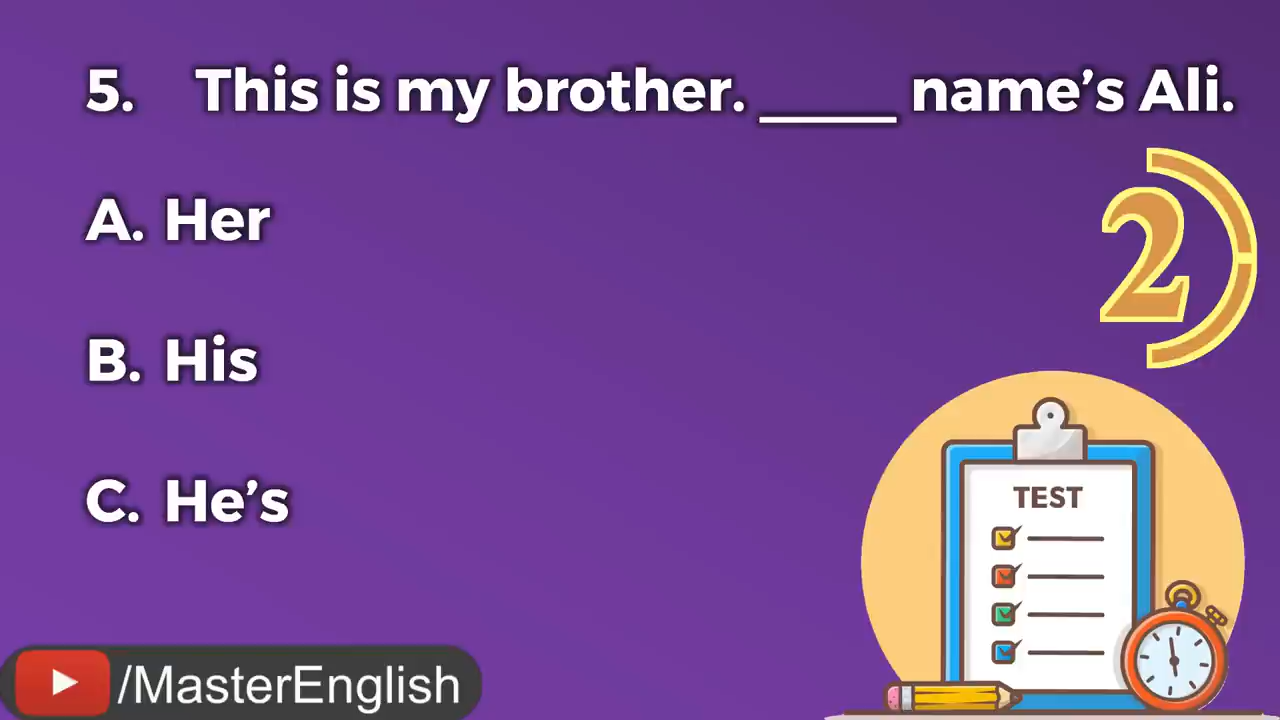 5. This is my brother. _____ name’s Ali.
A. Her
2
B. His
C. He’s
TEST
/MasterEnglish